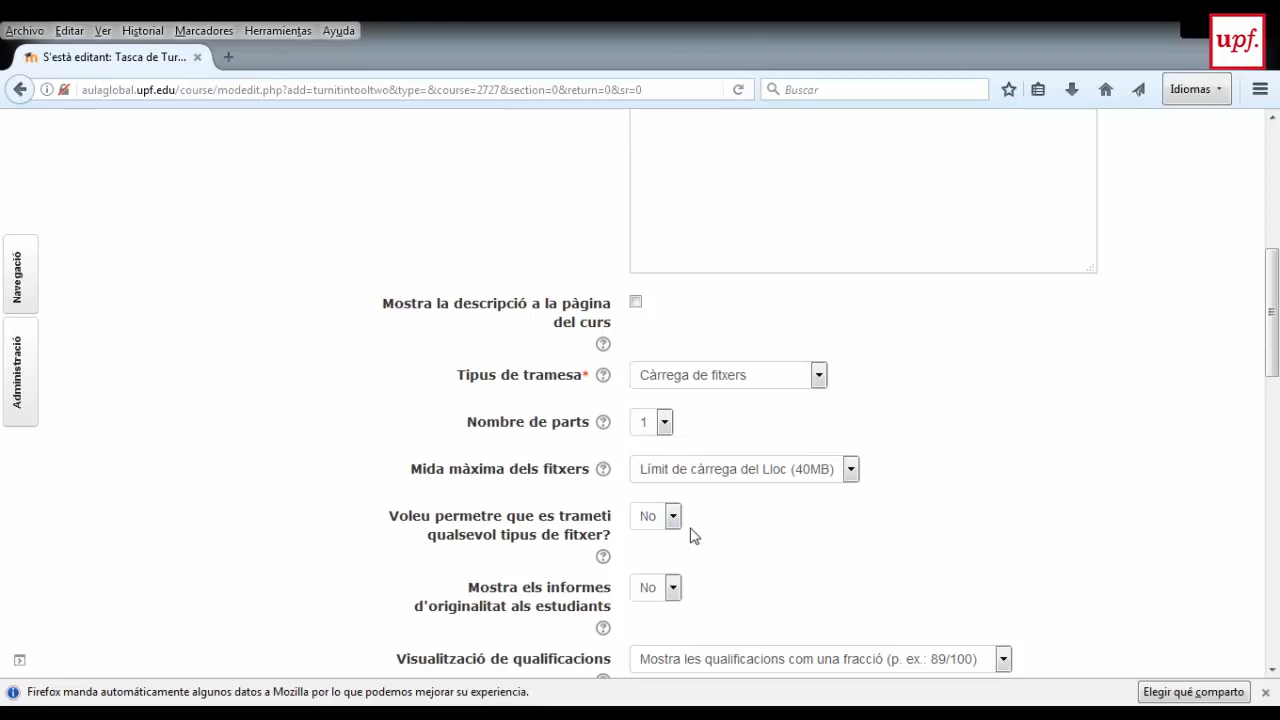 Archivo Editar Ver Historial Marcadores Herramientas Ayuda
upf.
S'està editant: Tasca de Tur...
aulaglobal.upf.edu/course/modedit.php?add=turnitintooltwo&type=&course=2727&section=0&return=0&sr=0
Buscar
Idiomas
Navegació
Administració
Mostra la descripció a la pàgina
del curs
Tipus de tramesa*
Càrrega de fitxers
Nombre de parts
1
Mida màxima dels fitxers
Límit de càrrega del Lloc (40MB)
Voleu permetre que es trameti
qualsevol tipus de fitxer?
No
Mostra els informes
d'originalitat als estudiants
No
Visualització de qualificacions
Mostra les qualificacions com una fracció (p. ex.: 89/100)
Firefox manda automáticamente algunos datos a Mozilla por lo que podemos mejorar su experiencia.
Elegir qué comparto